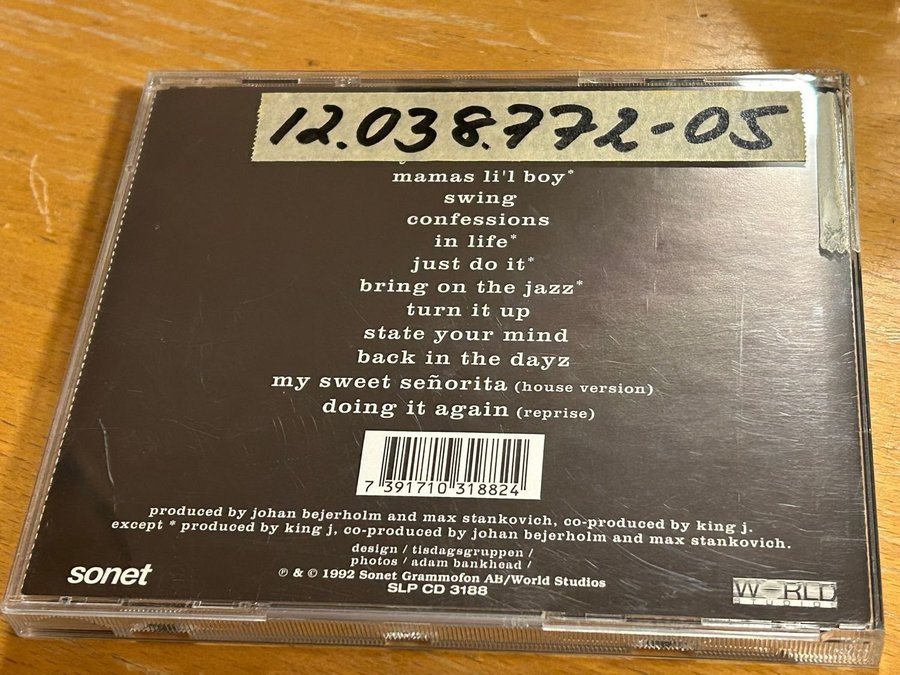 12.038.772-05
mamas li'l boy*
swing
confessions
in life*
just do it*
bring on the jazz*
turn it up
state your mind
back in the dayz
my sweet señorita (house version)
doing it again (reprise)
7 391710 318824
produced by johan bejerholm and max stankovich, co-produced by king j.
except * produced by king j, co-produced by johan bejerholm and max stankovich.
design / tisdagsgruppen /
photos / adam bankhead /
℗ & © 1992 Sonet Grammofon AB/World Studios
SLP CD 3188
sonet
WORLD
STUDIOS